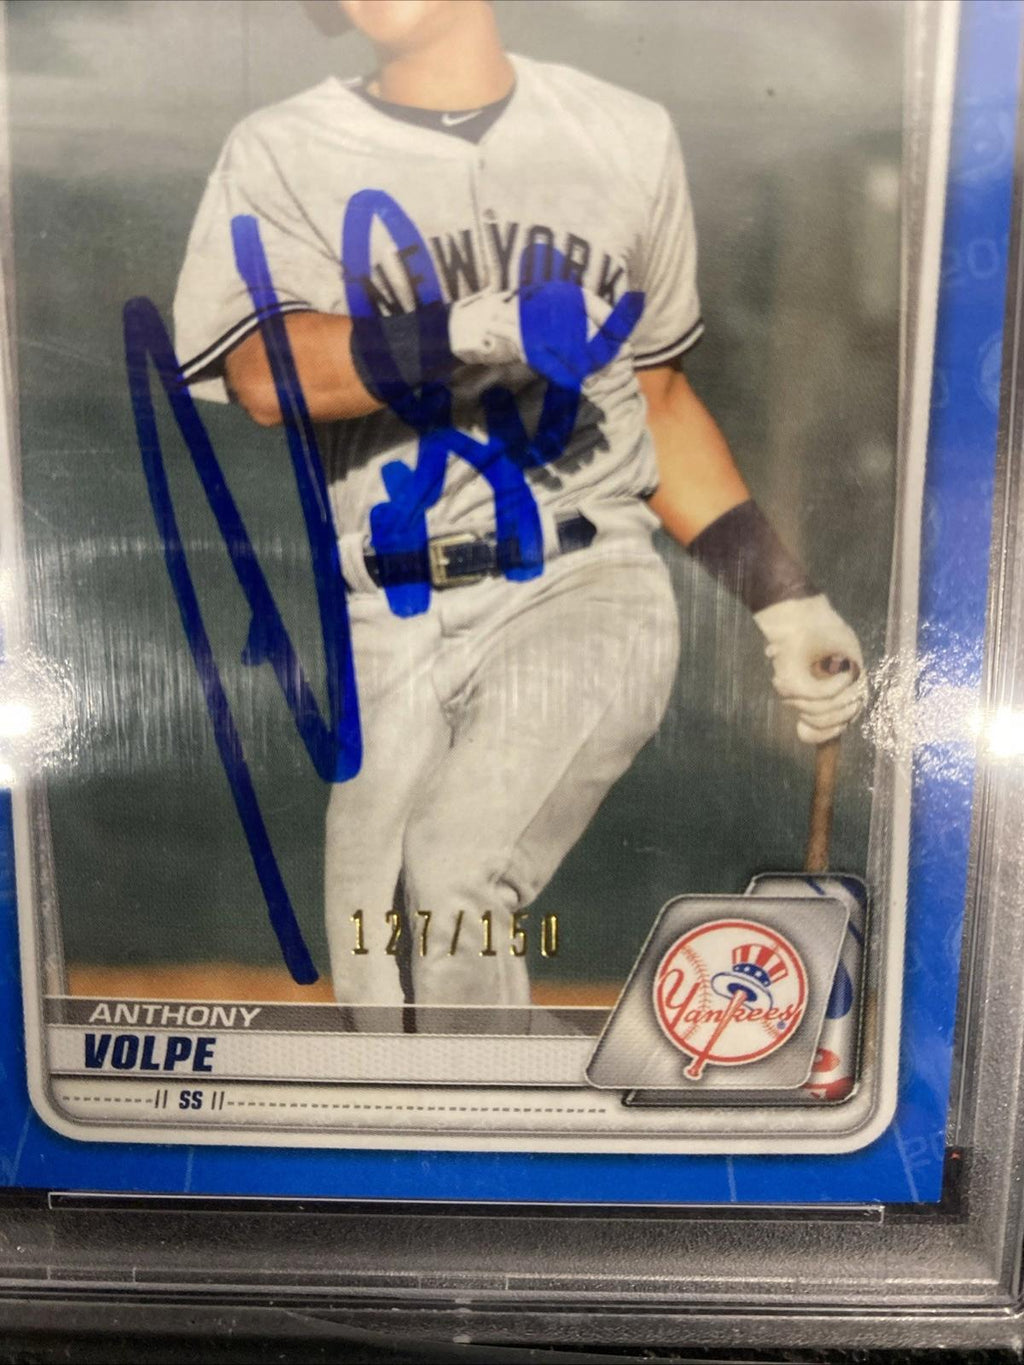 NEW YORK
127/150
Yankees
ANTHONY
VOLPE
SS